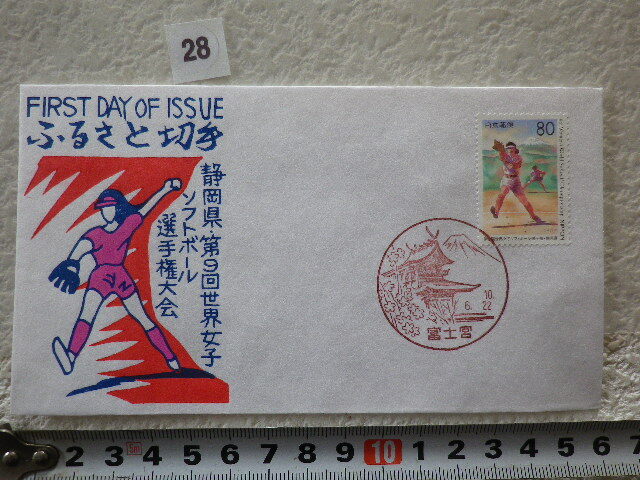 28
FIRST DAY OF ISSUE
ふるさと切手
静岡県・第9回世界女子
ソフトボール
選手権大会
日本郵便 80
6. 10. 22
富士宮
2 3 4 5 6 7 8 9 10 1 2 3 4 5 6 7
5m